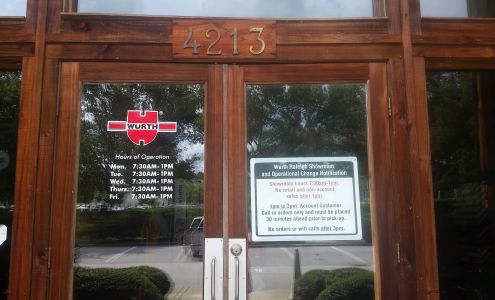 4213
WURTH
Hours of Operation
Mon. 7:30AM-1PM
Tue. 7:30AM-1PM
Wed. 7:30AM-1PM
Thurs. 7:30AM-1PM
Fri. 7:30AM-1PM
Wurth Raleigh Showroom
and Operational Change Notification
Showroom hours 7:30am-1pm.
No retail and non-account
sales after 1pm.
1pm to 3pm: Account Customer
Call in orders only and must be placed
30 minutes ahead prior to pick-up.
No orders or will calls after 3pm.